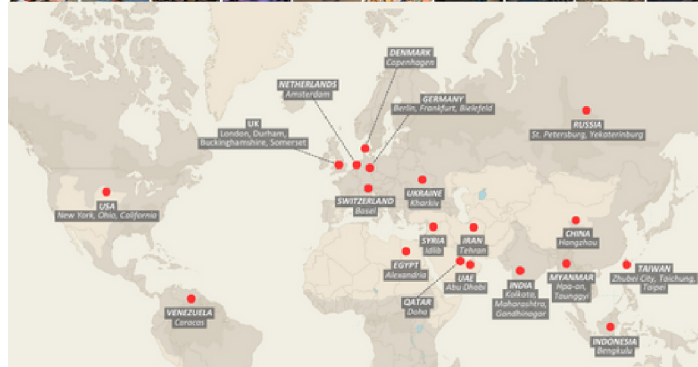 DENMARK
Copenhagen
NETHERLANDS
Amsterdam
GERMANY
Berlin, Frankfurt, Bielefeld
UK
London, Durham,
Buckinghamshire, Somerset
RUSSIA
St. Petersburg, Yekaterinburg
USA
New York, Ohio, California
SWITZERLAND
Basel
UKRAINE
Kharkiv
SYRIA
Idlib
IRAN
Tehran
CHINA
Hangzhou
EGYPT
Alexandria
UAE
Abu Dhabi
QATAR
Doha
INDIA
Kolkata,
Maharashtra,
Gandhinagar
MYANMAR
Hpa-an,
Taunggyi
TAIWAN
Zhubei City, Taichung,
Taipei
VENEZUELA
Caracas
INDONESIA
Bengkulu